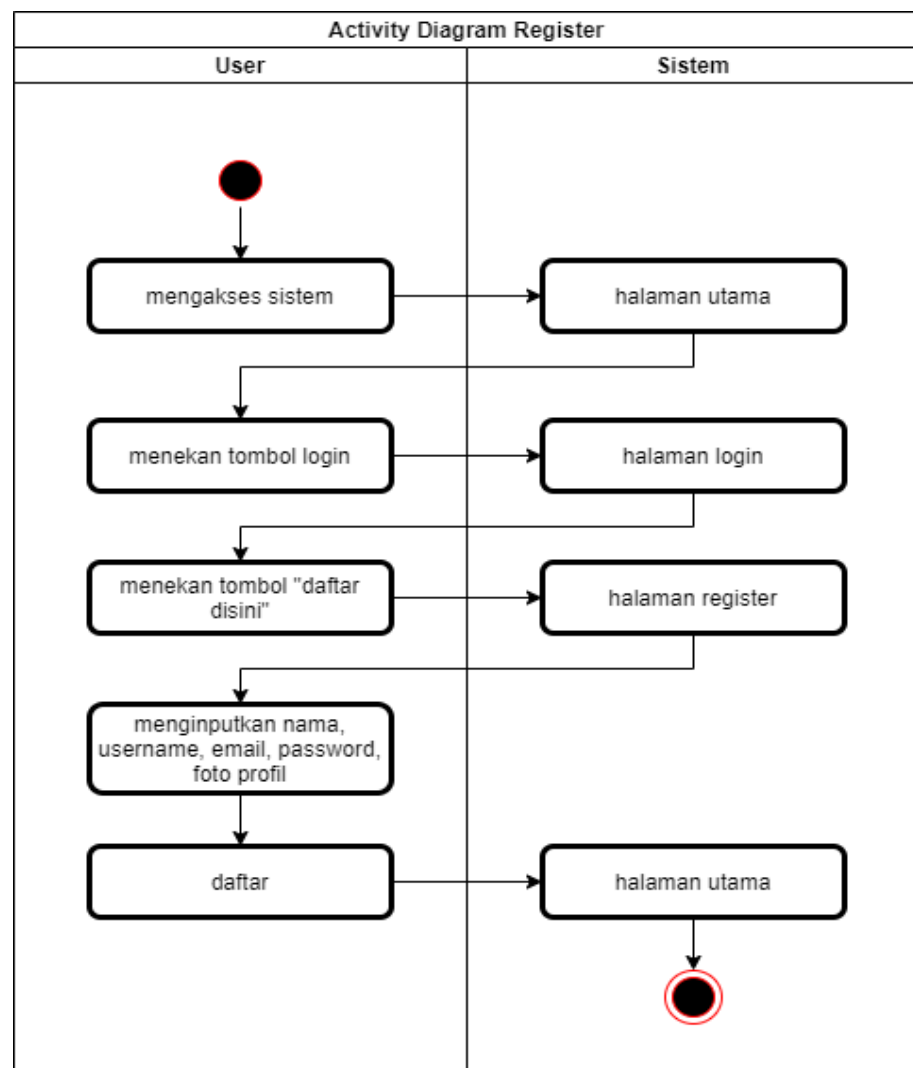 Activity Diagram Register
User
Sistem
mengakses sistem
halaman utama
menekan tombol login
halaman login
menekan tombol "daftar
disini"
halaman register
menginputkan nama,
username, email, password,
foto profil
daftar
halaman utama